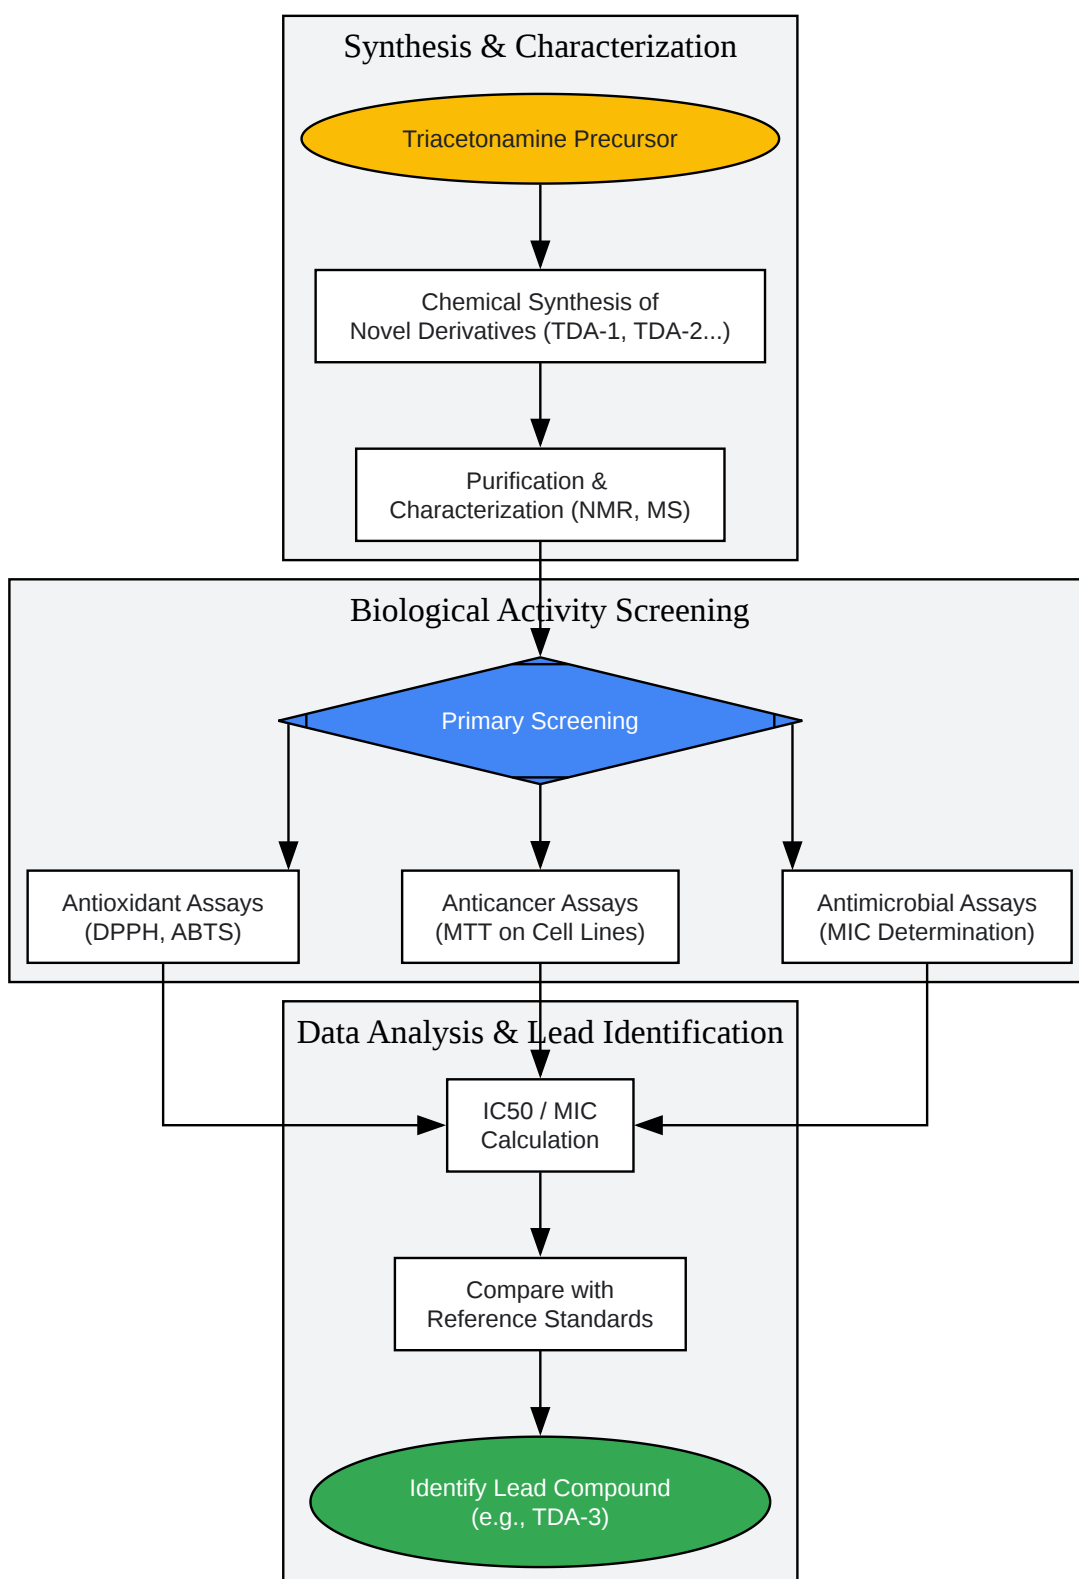 Synthesis & Characterization
Triacetonamine Precursor
Chemical Synthesis of
Novel Derivatives (TDA-1, TDA-2...)
Purification &
Characterization (NMR, MS)
Biological Activity Screening
Primary Screening
Antioxidant Assays
(DPPH, ABTS)
Anticancer Assays
(MTT on Cell Lines)
Antimicrobial Assays
(MIC Determination)
Data Analysis & Lead Identification
IC50 / MIC
Calculation
Compare with
Reference Standards
Identify Lead Compound
(e.g., TDA-3)